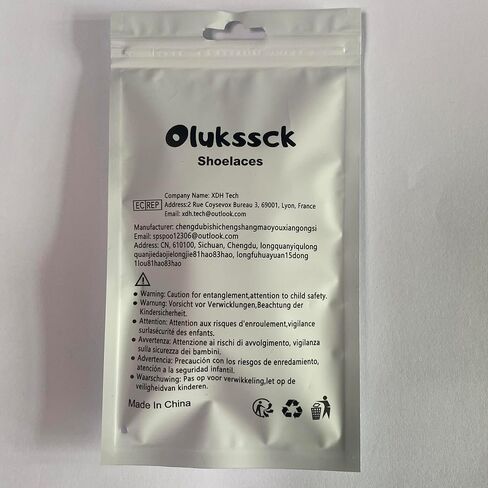 Olukssck
Shoelaces
EC REP
Company Name: XDH Tech
Address:2 Rue Coysevox Bureau 3, 69001, Lyon, France
Email: xdh.tech@outlook.com
Manufacturer: chengdubishichengshangmaoyouxiangongsi
Email: spspoo12306@outlook.com
Address: CN, 610100, Sichuan, Chengdu, longquanyiqulong
quanjiedaojielongjie81hao83hao, longfuhuayuan15dong
1lou81hao83hao
Warning: Caution for entanglement,attention to child safety.
Warnung: Vorsicht vor Verwicklungen,Beachtung der
Kindersicherheit.
Attention: Attention aux risques d'enroulement,vigilance
surlasécurité des enfants.
Avvertenza: Attenzione ai rischi di avvolgimento, vigilanza
sulla sicurezza dei bambini.
Advertencia: Precaución con los riesgos de enredamiento,
atención a la seguridad infantil.
Waarschuwing: Pas op voor verwikkeling,let op de
veiligheidvan kinderen.
Made In China